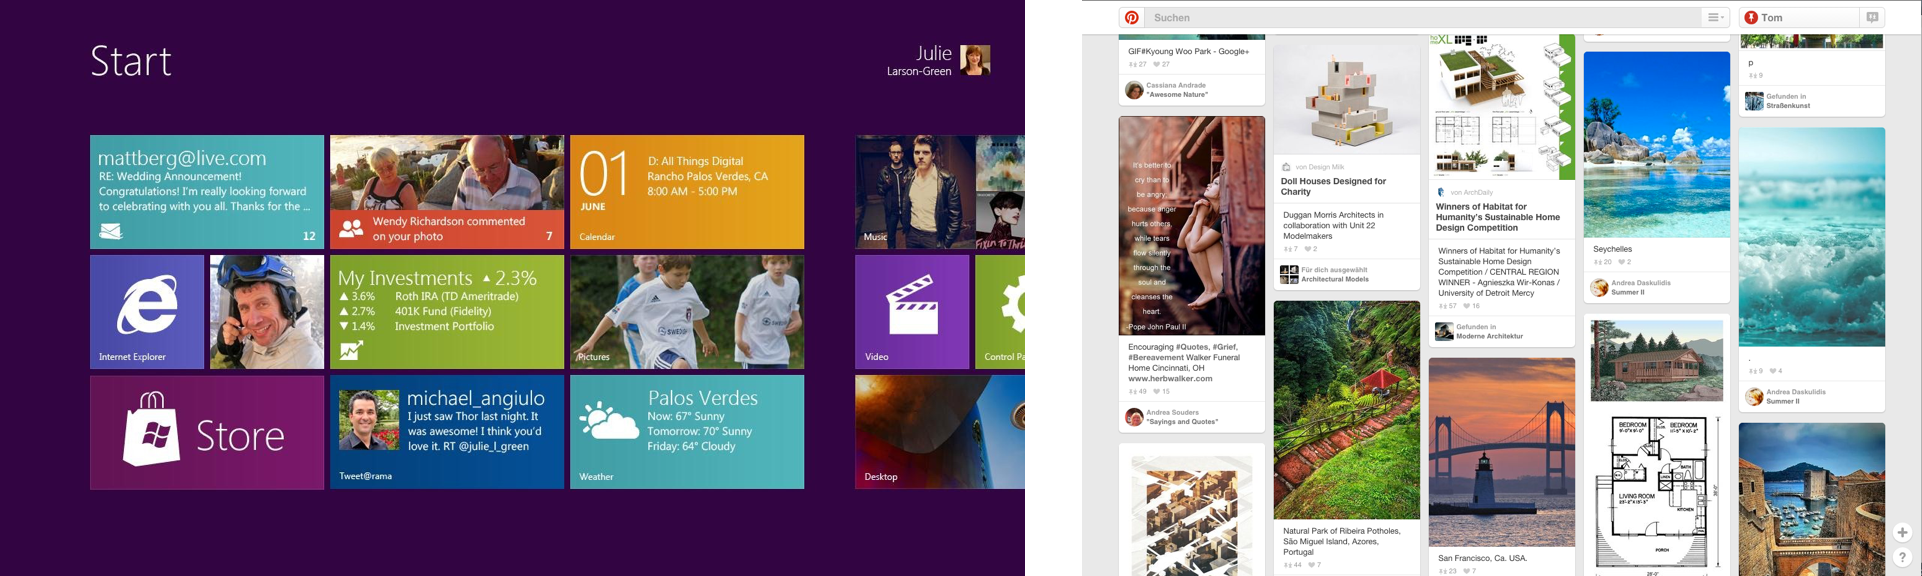 Start
Julie
Larson-Green
mattberg@live.com
RE: Wedding Announcement!
Congratulations! I'm really looking forward
to celebrating with you all. Thanks for the ...
12
Wendy Richardson commented
on your photo
7
01
JUNE
D: All Things Digital
Rancho Palos Verdes, CA
8:00 AM - 5:00 PM
Calendar
Music
Internet Explorer
My Investments ▲ 2.3%
▲ 3.6% Roth IRA (TD Ameritrade)
▲ 2.7% 401K Fund (Fidelity)
▼ 1.4% Investment Portfolio
Pictures
Video
Control Pa
Store
michael_angiulo
I just saw Thor last night. It
was awesome! I think you'd
love it. RT @julie_l_green
Tweet@rama
Palos Verdes
Now: 67° Sunny
Tomorrow: 70° Sunny
Friday: 64° Cloudy
Weather
Desktop
Suchen
Tom
GIF#Kyoung Woo Park - Google+
27 27
Cassiana Andrade
"Awesome Nature"
It's better to
cry than to
be angry,
because anger
hurts others,
while tears
flow silently
through the
soul and
cleanses the
heart.
-Pope John Paul II
Encouraging #Quotes, #Grief,
#Bereavement Walker Funeral
Home Cincinnati, OH
www.herbwalker.com
49 15
Andrea Souders
"Sayings and Quotes"
von Design Milk
Doll Houses Designed for
Charity
Duggan Morris Architects in
collaboration with Unit 22
Modelmakers
7 2
Für dich ausgewählt
Architectural Models
Natural Park of Ribeira Potholes,
São Miguel Island, Azores,
Portugal
44 7
XL
von ArchDaily
Winners of Habitat for
Humanity's Sustainable Home
Design Competition
Winners of Habitat for Humanity's
Sustainable Home Design
Competition / CENTRAL REGION
WINNER - Agnieszka Wir-Konas /
University of Detroit Mercy
57 16
Gefunden in
Moderne Architektur
San Francisco, Ca. USA.
23 7
Seychelles
20 2
Andrea Daskulidis
Summer II
BEDROOM
BEDROOM
BATH
LIVING ROOM
KITCHEN
PORCH
p
9
Gefunden in
Straßenkunst
.
9 4
Andrea Daskulidis
Summer II
+
?